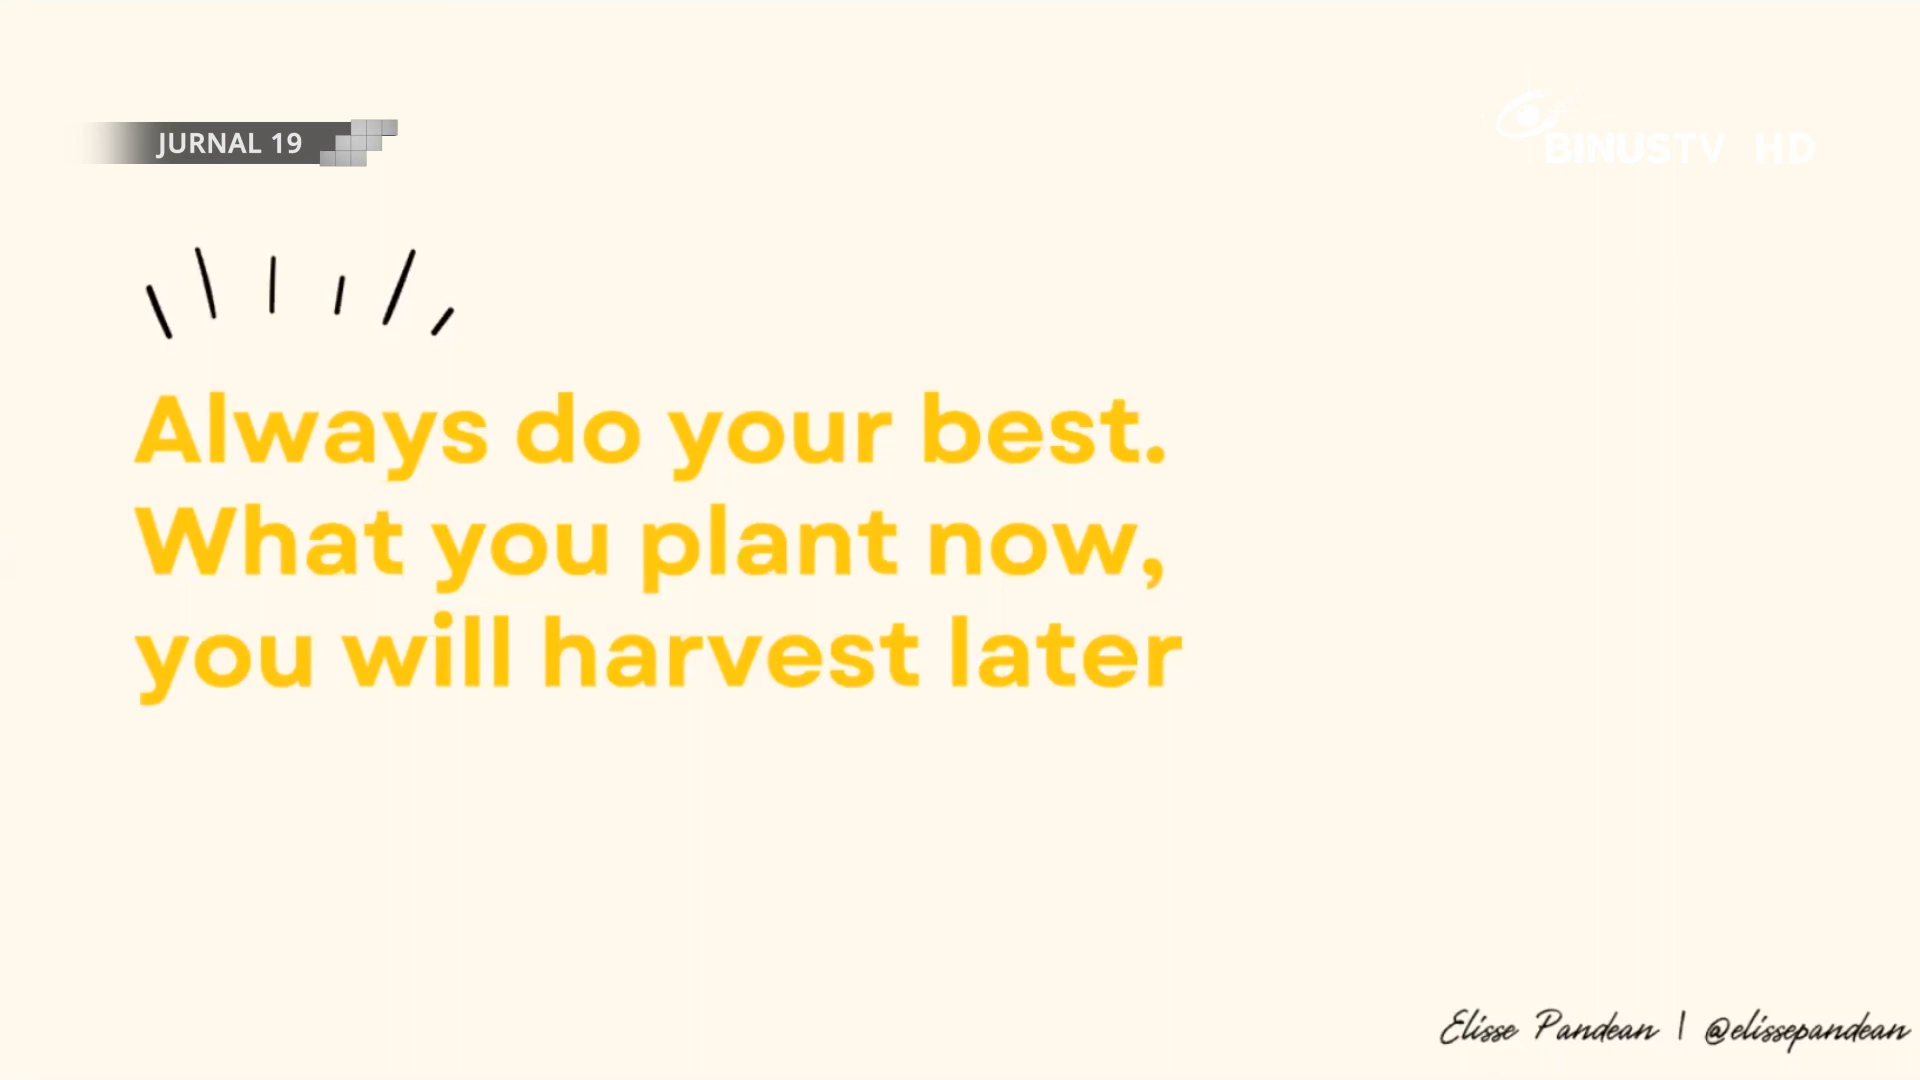 JURNAL 19
BINUSTV HD
Always do your best.
What you plant now,
you will harvest later
Elisse Pandean | @elissepandean